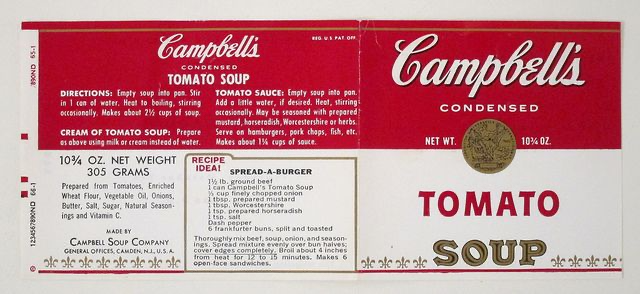 Campbell's
REG. U.S. PAT. OFF.
CONDENSED
TOMATO SOUP
DIRECTIONS: Empty soup into pan. Stir
in 1 can of water. Heat to boiling, stirring
occasionally. Makes about 2½ cups of soup.
CREAM OF TOMATO SOUP: Prepare
as above using milk or cream instead of water.
TOMATO SAUCE: Empty soup into pan.
Add a little water, if desired. Heat, stirring
occasionally. May be seasoned with prepared
mustard, horseradish, Worcestershire or herbs.
Serve on hamburgers, pork chops, fish, etc.
Makes about 1¼ cups of sauce.
10¾ OZ. NET WEIGHT
305 GRAMS
Prepared from Tomatoes, Enriched
Wheat Flour, Vegetable Oil, Onions,
Butter, Salt, Sugar, Natural Season-
ings and Vitamin C.
MADE BY
CAMPBELL SOUP COMPANY
GENERAL OFFICES, CAMDEN, N.J., U.S.A.
RECIPE
IDEA!
SPREAD-A-BURGER
1½ lb. ground beef
1 can Campbell's Tomato Soup
⅓ cup finely chopped onion
1 tbsp. prepared mustard
1 tbsp. Worcestershire
1 tsp. prepared horseradish
1 tsp. salt
Dash pepper
6 frankfurter buns, split and toasted
Thoroughly mix beef, soup, onion, and season-
ings. Spread mixture evenly over bun halves;
cover edges completely. Broil about 4 inches
from heat for 12 to 15 minutes. Makes 6
open-face sandwiches.
Campbell's
CONDENSED
NET WT.
10¾ OZ.
TOMATO
SOUP